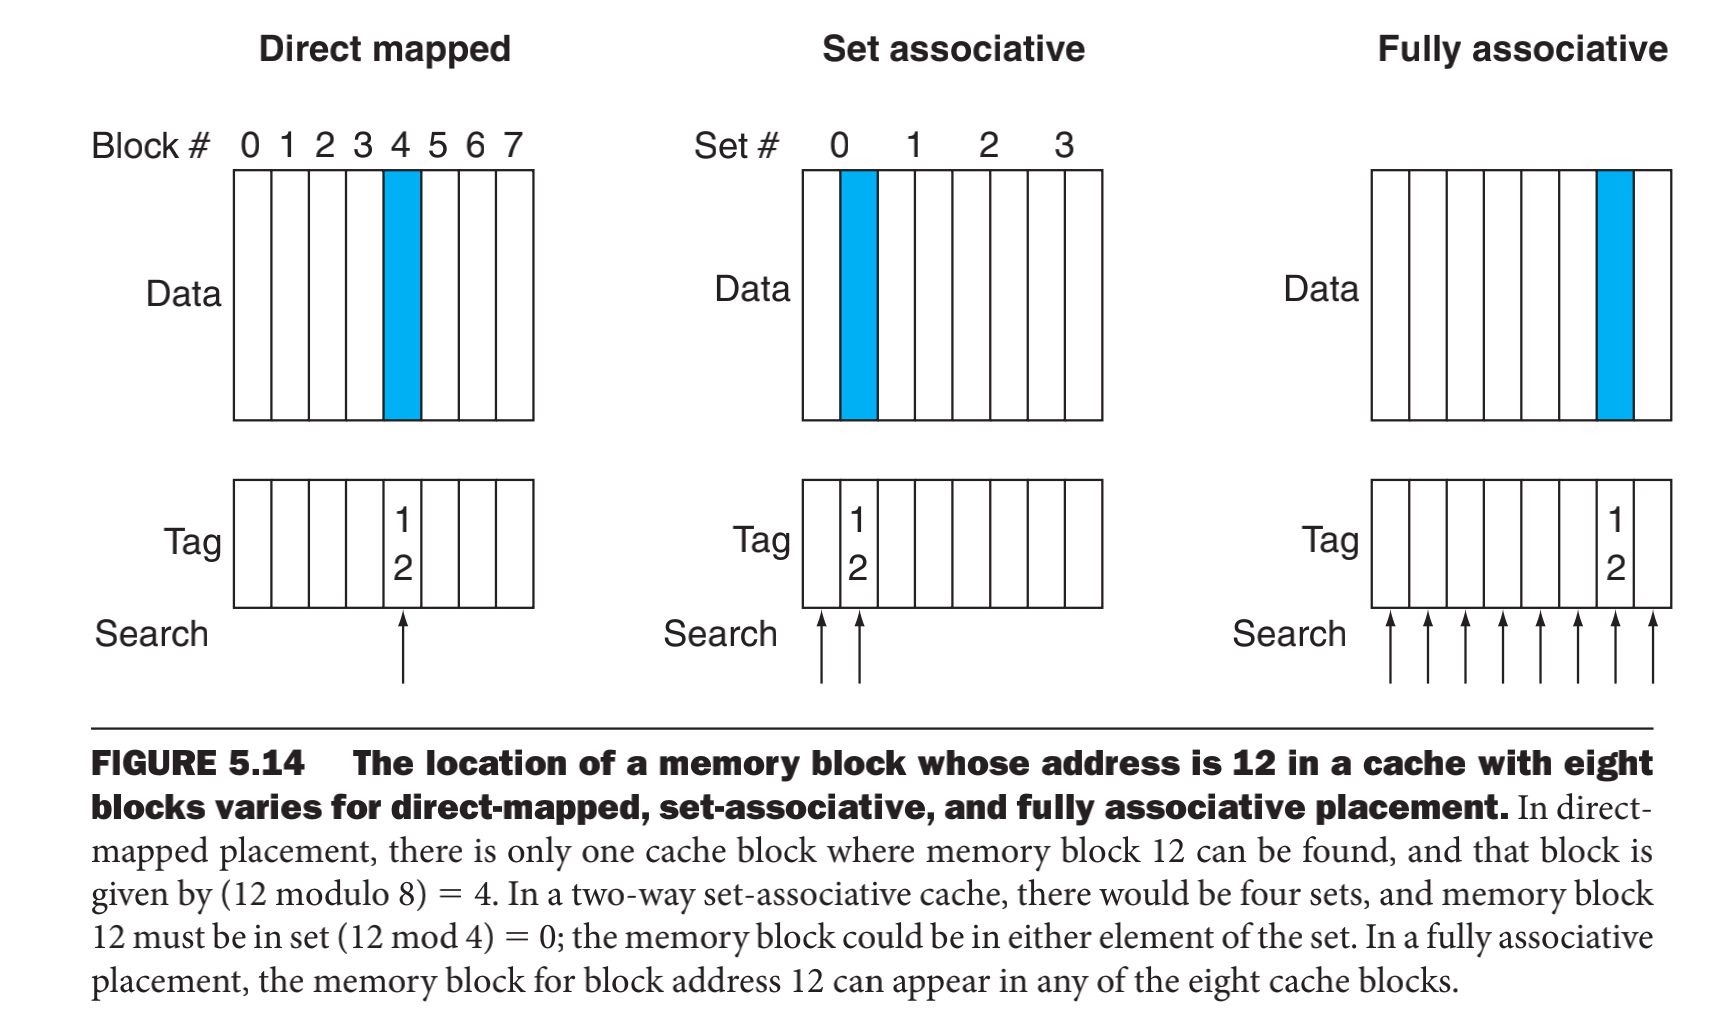 Direct mapped
Set associative
Fully associative
Block # 0 1 2 3 4 5 6 7
Set # 0 1 2 3
Data
Data
Data
Tag
1
2
Tag
1
2
Tag
1
2
Search
Search
Search
FIGURE 5.14 The location of a memory block whose address is 12 in a cache with eight
blocks varies for direct-mapped, set-associative, and fully associative placement. In direct-
mapped placement, there is only one cache block where memory block 12 can be found, and that block is
given by (12 modulo 8) = 4. In a two-way set-associative cache, there would be four sets, and memory block
12 must be in set (12 mod 4) = 0; the memory block could be in either element of the set. In a fully associative
placement, the memory block for block address 12 can appear in any of the eight cache blocks.